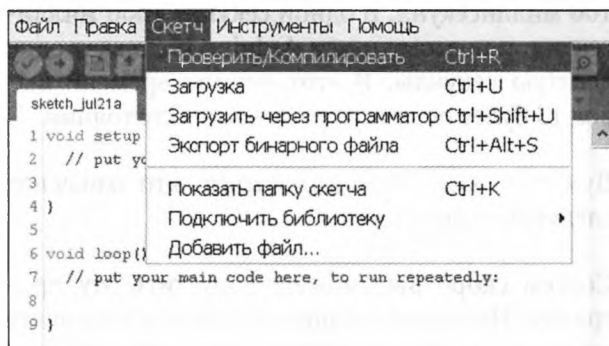 Файл Правка Скетч Инструменты Помощь
Проверить/Компилировать Ctrl+R
Загрузка Ctrl+U
Загрузить через программатор Ctrl+Shift+U
Экспорт бинарного файла Ctrl+Alt+S
Показать папку скетча Ctrl+K
Подключить библиотеку
Добавить файл...
sketch_jul21a
1 void setup
2 // put yo
3
4 }
5
6 void loop()
7 // put your main code here, to run repeatedly:
8
9 }